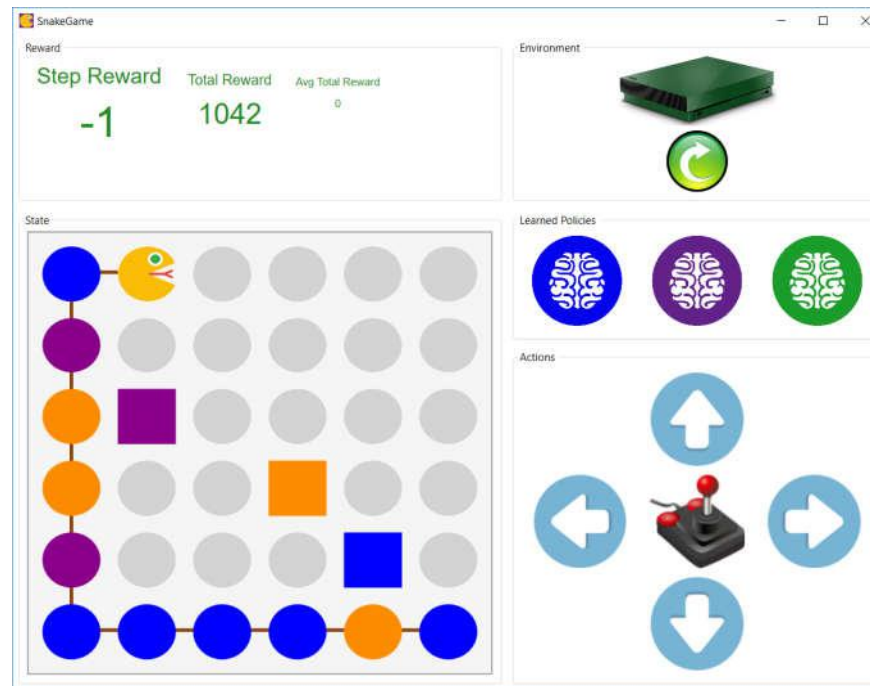 SnakeGame
Reward
Step Reward
-1
Total Reward
1042
Avg Total Reward
0
Environment
State
Learned Policies
Actions